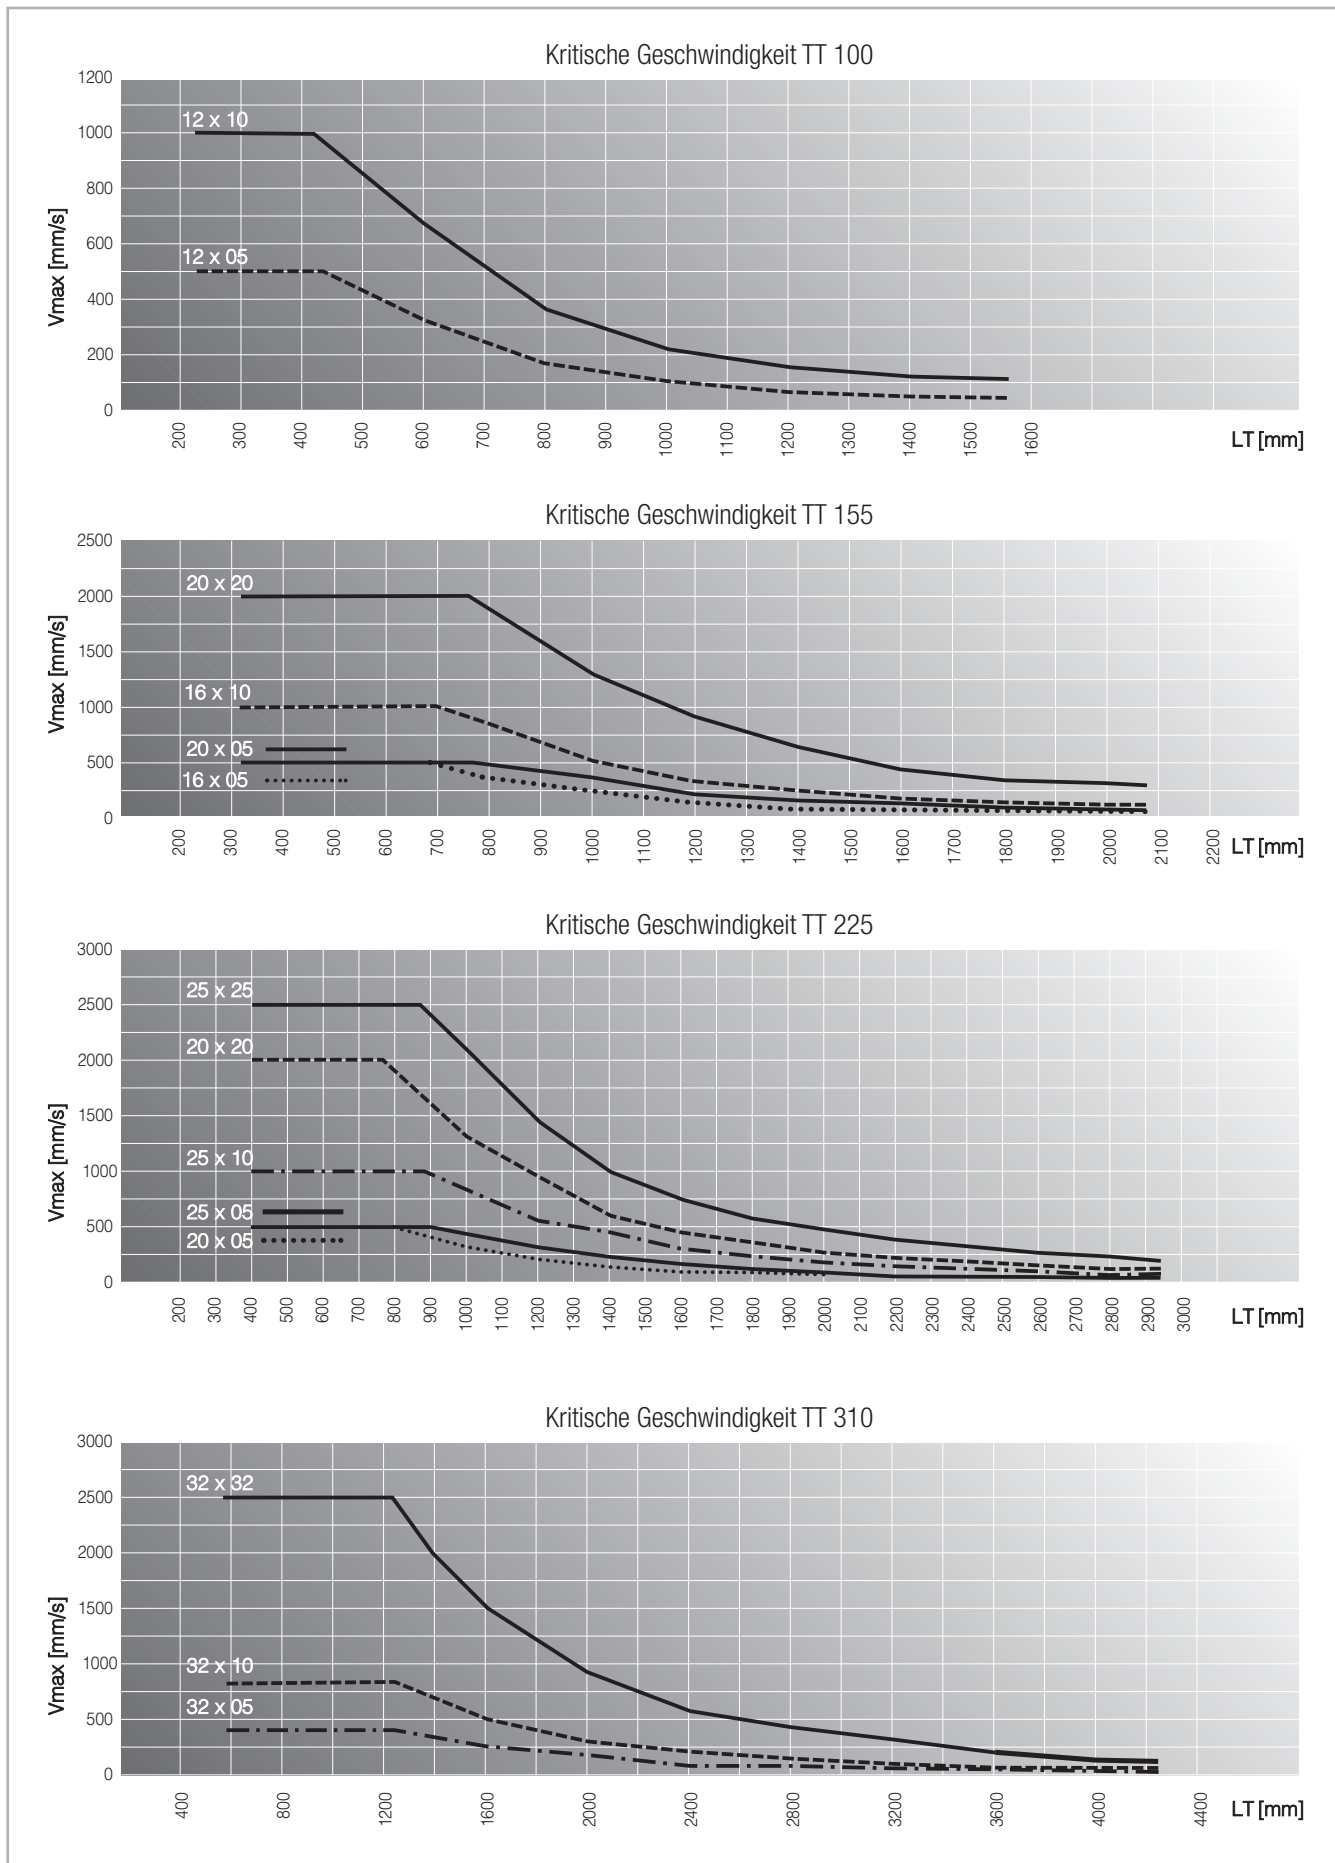 Kritische Geschwindigkeit TT 100
1200
1000
800
600
400
200
0
Vmax [mm/s]
12 x 10
12 x 05
200 300 400 500 600 700 800 900 1000 1100 1200 1300 1400 1500 1600
LT [mm]
Kritische Geschwindigkeit TT 155
2500
2000
1500
1000
500
0
Vmax [mm/s]
20 x 20
16 x 10
20 x 05
16 x 05
200 300 400 500 600 700 800 900 1000 1100 1200 1300 1400 1500 1600 1700 1800 1900 2000 2100 2200
LT [mm]
Kritische Geschwindigkeit TT 225
3000
2500
2000
1500
1000
500
0
Vmax [mm/s]
25 x 25
20 x 20
25 x 10
25 x 05
20 x 05
200 300 400 500 600 700 800 900 1000 1100 1200 1300 1400 1500 1600 1700 1800 1900 2000 2100 2200 2300 2400 2500 2600 2700 2800 2900 3000
LT [mm]
Kritische Geschwindigkeit TT 310
3000
2500
2000
1500
1000
500
0
Vmax [mm/s]
32 x 32
32 x 10
32 x 05
400 800 1200 1600 2000 2400 2800 3200 3600 4000 4400
LT [mm]